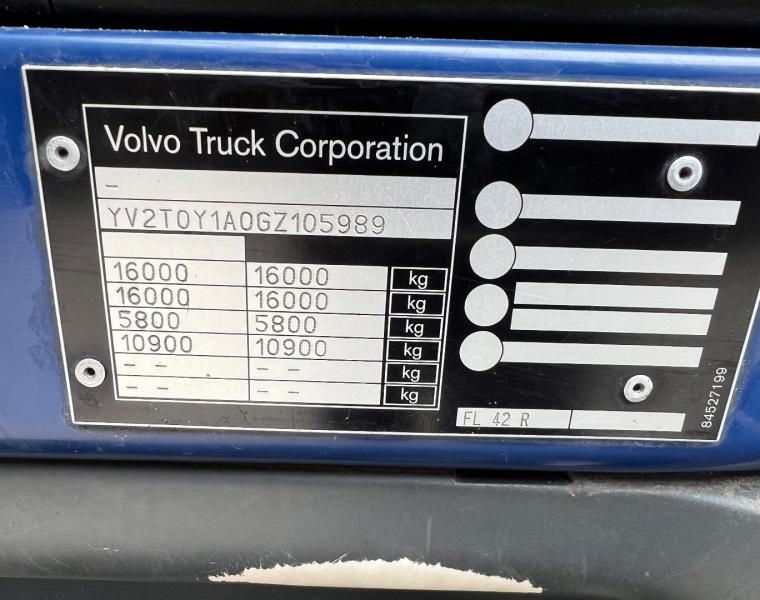 Volvo Truck Corporation
-
YV2T0Y1A0GZ105989
16000 16000 kg
16000 16000 kg
5800 5800 kg
10900 10900 kg
- - - - kg
- - - - kg
FL 42 R
84527199